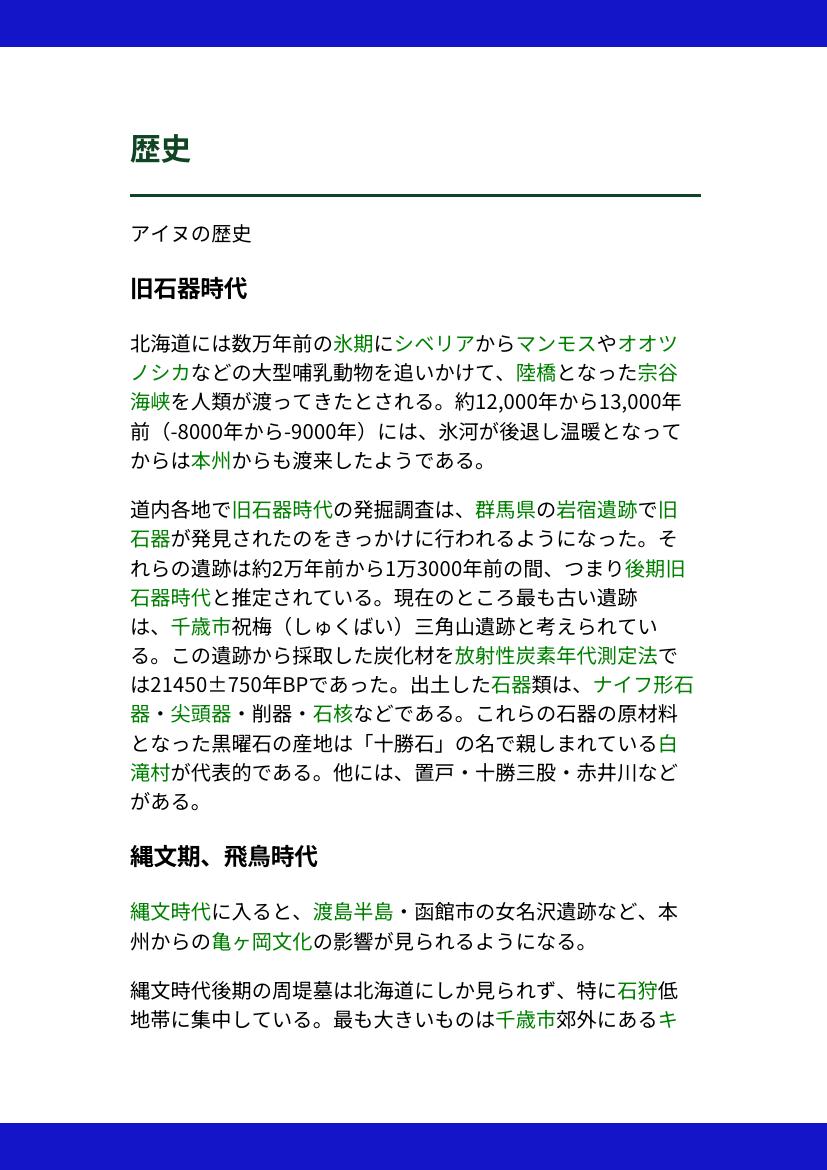 歴史
アイヌの歴史
旧石器時代
北海道には数万年前の氷期にシベリアからマンモスやオオツ
ノシカなどの大型哺乳動物を追いかけて、陸橋となった宗谷
海峡を人類が渡ってきたとされる。約12,000年から13,000年
前（-8000年から-9000年）には、氷河が後退し温暖となって
からは本州からも渡来したようである。
道内各地で旧石器時代の発掘調査は、群馬県の岩宿遺跡で旧
石器が発見されたのをきっかけに行われるようになった。そ
れらの遺跡は約2万年前から1万3000年前の間、つまり後期旧
石器時代と推定されている。現在のところ最も古い遺跡
は、千歳市祝梅（しゅくばい）三角山遺跡と考えられてい
る。この遺跡から採取した炭化材を放射性炭素年代測定法で
は21450±750年BPであった。出土した石器類は、ナイフ形石
器・尖頭器・削器・石核などである。これらの石器の原材料
となった黒曜石の産地は「十勝石」の名で親しまれている白
滝村が代表的である。他には、置戸・十勝三股・赤井川など
がある。
縄文期、飛鳥時代
縄文時代に入ると、渡島半島・函館市の女名沢遺跡など、本
州からの亀ヶ岡文化の影響が見られるようになる。
縄文時代後期の周堤墓は北海道にしか見られず、特に石狩低
地帯に集中している。最も大きいものは千歳市郊外にあるキ